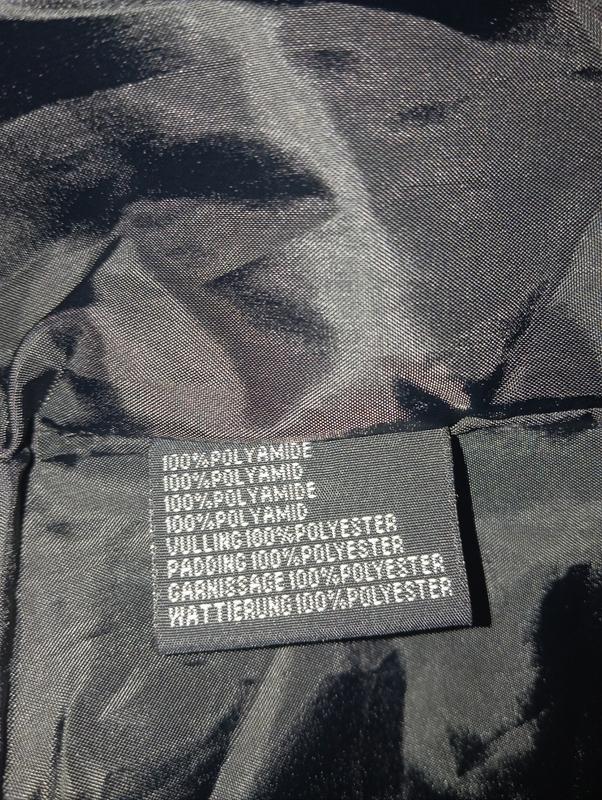 100%POLYAMIDE
100%POLYAMID
100%POLYAMIDE
100%POLYAMID
VULLING 100%POLYESTER
PADDING 100%POLYESTER
GARNISSAGE 100%POLYESTER
WATTIERUNG 100%POLYESTER